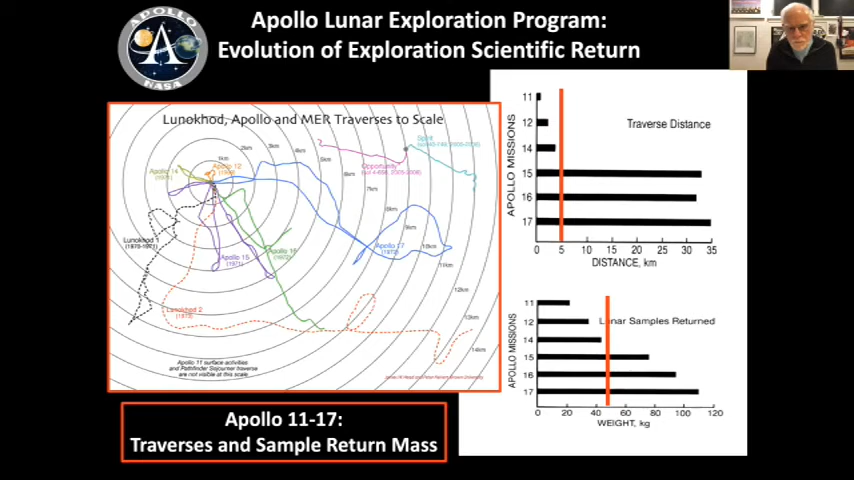 Apollo Lunar Exploration Program:
Evolution of Exploration Scientific Return
APOLLO
NASA
Lunokhod, Apollo and MER Traverses to Scale
1km
2km
3km
4km
5km
6km
7km
8km
9km
10km
11km
12km
13km
14km
Apollo 12
(1969)
Apollo 14
(1971)
Spirit
Opportunity
Lunokhod 1
(1970-1971)
Apollo 15
(1971)
Apollo 16
(1972)
Apollo 17
(1972)
Lunokhod 2
(1973)
Apollo 11 surface activities
and Pathfinder Sojourner traverse
are not visible at this scale.
Apollo 11-17:
Traverses and Sample Return Mass
Traverse Distance
APOLLO MISSIONS
11
12
14
15
16
17
0 5 10 15 20 25 30 35
DISTANCE, km
Lunar Samples Returned
APOLLO MISSIONS
11
12
14
15
16
17
0 20 40 60 80 100 120
WEIGHT, kg